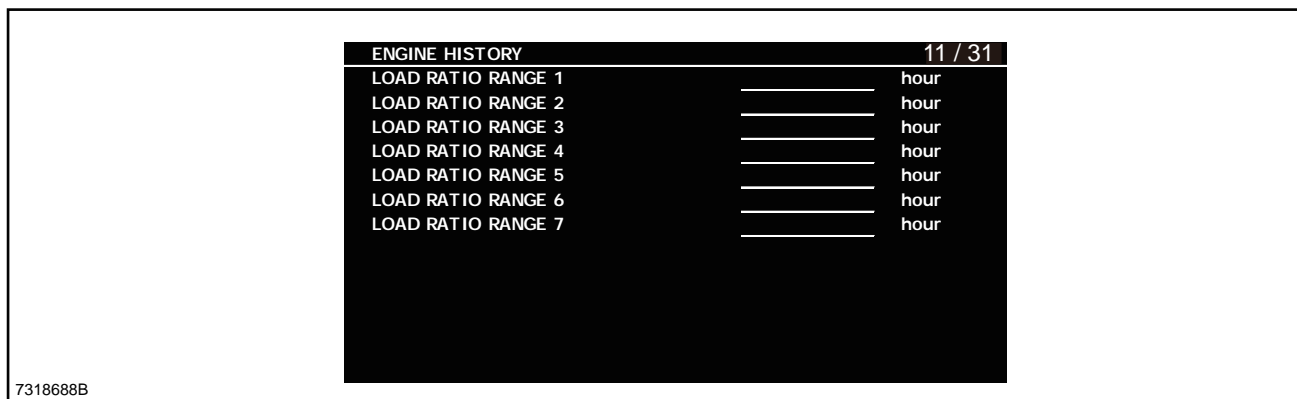 ENGINE HISTORY 11 / 31
LOAD RATIO RANGE 1 hour
LOAD RATIO RANGE 2 hour
LOAD RATIO RANGE 3 hour
LOAD RATIO RANGE 4 hour
LOAD RATIO RANGE 5 hour
LOAD RATIO RANGE 6 hour
LOAD RATIO RANGE 7 hour
7318688B